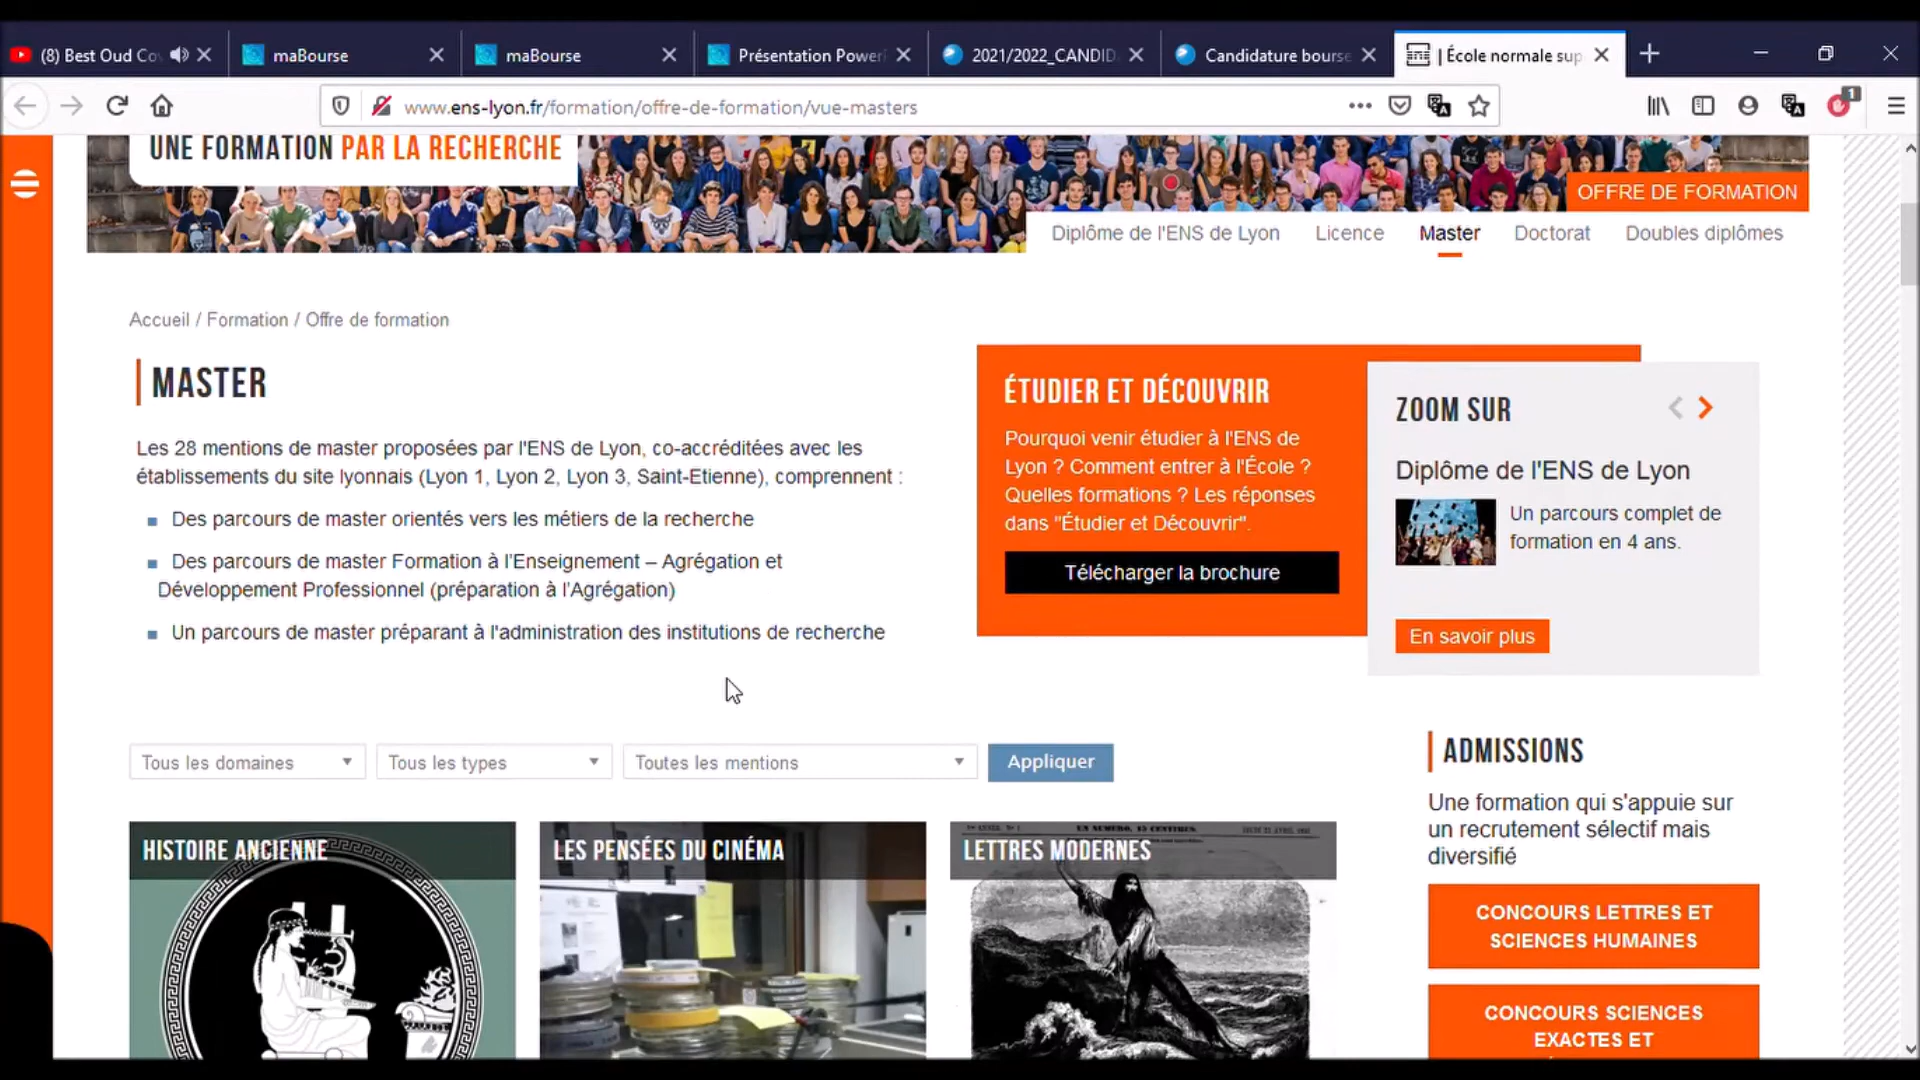 (8) Best Oud Co
maBourse
maBourse
Présentation Power
2021/2022_CANDID
Candidature bourse
| École normale sup
www.ens-lyon.fr/formation/offre-de-formation/vue-masters
1
UNE FORMATION PAR LA RECHERCHE
OFFRE DE FORMATION
Diplôme de l'ENS de Lyon
Licence
Master
Doctorat
Doubles diplômes
Accueil / Formation / Offre de formation
MASTER
Les 28 mentions de master proposées par l'ENS de Lyon, co-accréditées avec les
établissements du site lyonnais (Lyon 1, Lyon 2, Lyon 3, Saint-Etienne), comprennent :
Des parcours de master orientés vers les métiers de la recherche
Des parcours de master Formation à l'Enseignement – Agrégation et
Développement Professionnel (préparation à l'Agrégation)
Un parcours de master préparant à l'administration des institutions de recherche
ÉTUDIER ET DÉCOUVRIR
Pourquoi venir étudier à l'ENS de
Lyon ? Comment entrer à l'École ?
Quelles formations ? Les réponses
dans "Étudier et Découvrir".
Télécharger la brochure
ZOOM SUR
Diplôme de l'ENS de Lyon
Un parcours complet de
formation en 4 ans.
En savoir plus
Tous les domaines
Tous les types
Toutes les mentions
Appliquer
HISTOIRE ANCIENNE
LES PENSÉES DU CINÉMA
LETTRES MODERNES
UN NUMÉRO, 15 CENTIMES.
ADMISSIONS
Une formation qui s'appuie sur
un recrutement sélectif mais
diversifié
CONCOURS LETTRES ET
SCIENCES HUMAINES
CONCOURS SCIENCES
EXACTES ET